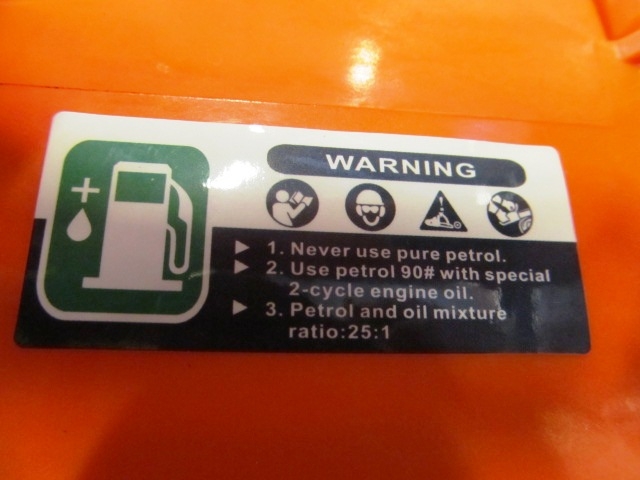 WARNING
1. Never use pure petrol.
2. Use petrol 90# with special
2-cycle engine oil.
3. Petrol and oil mixture
ratio:25:1